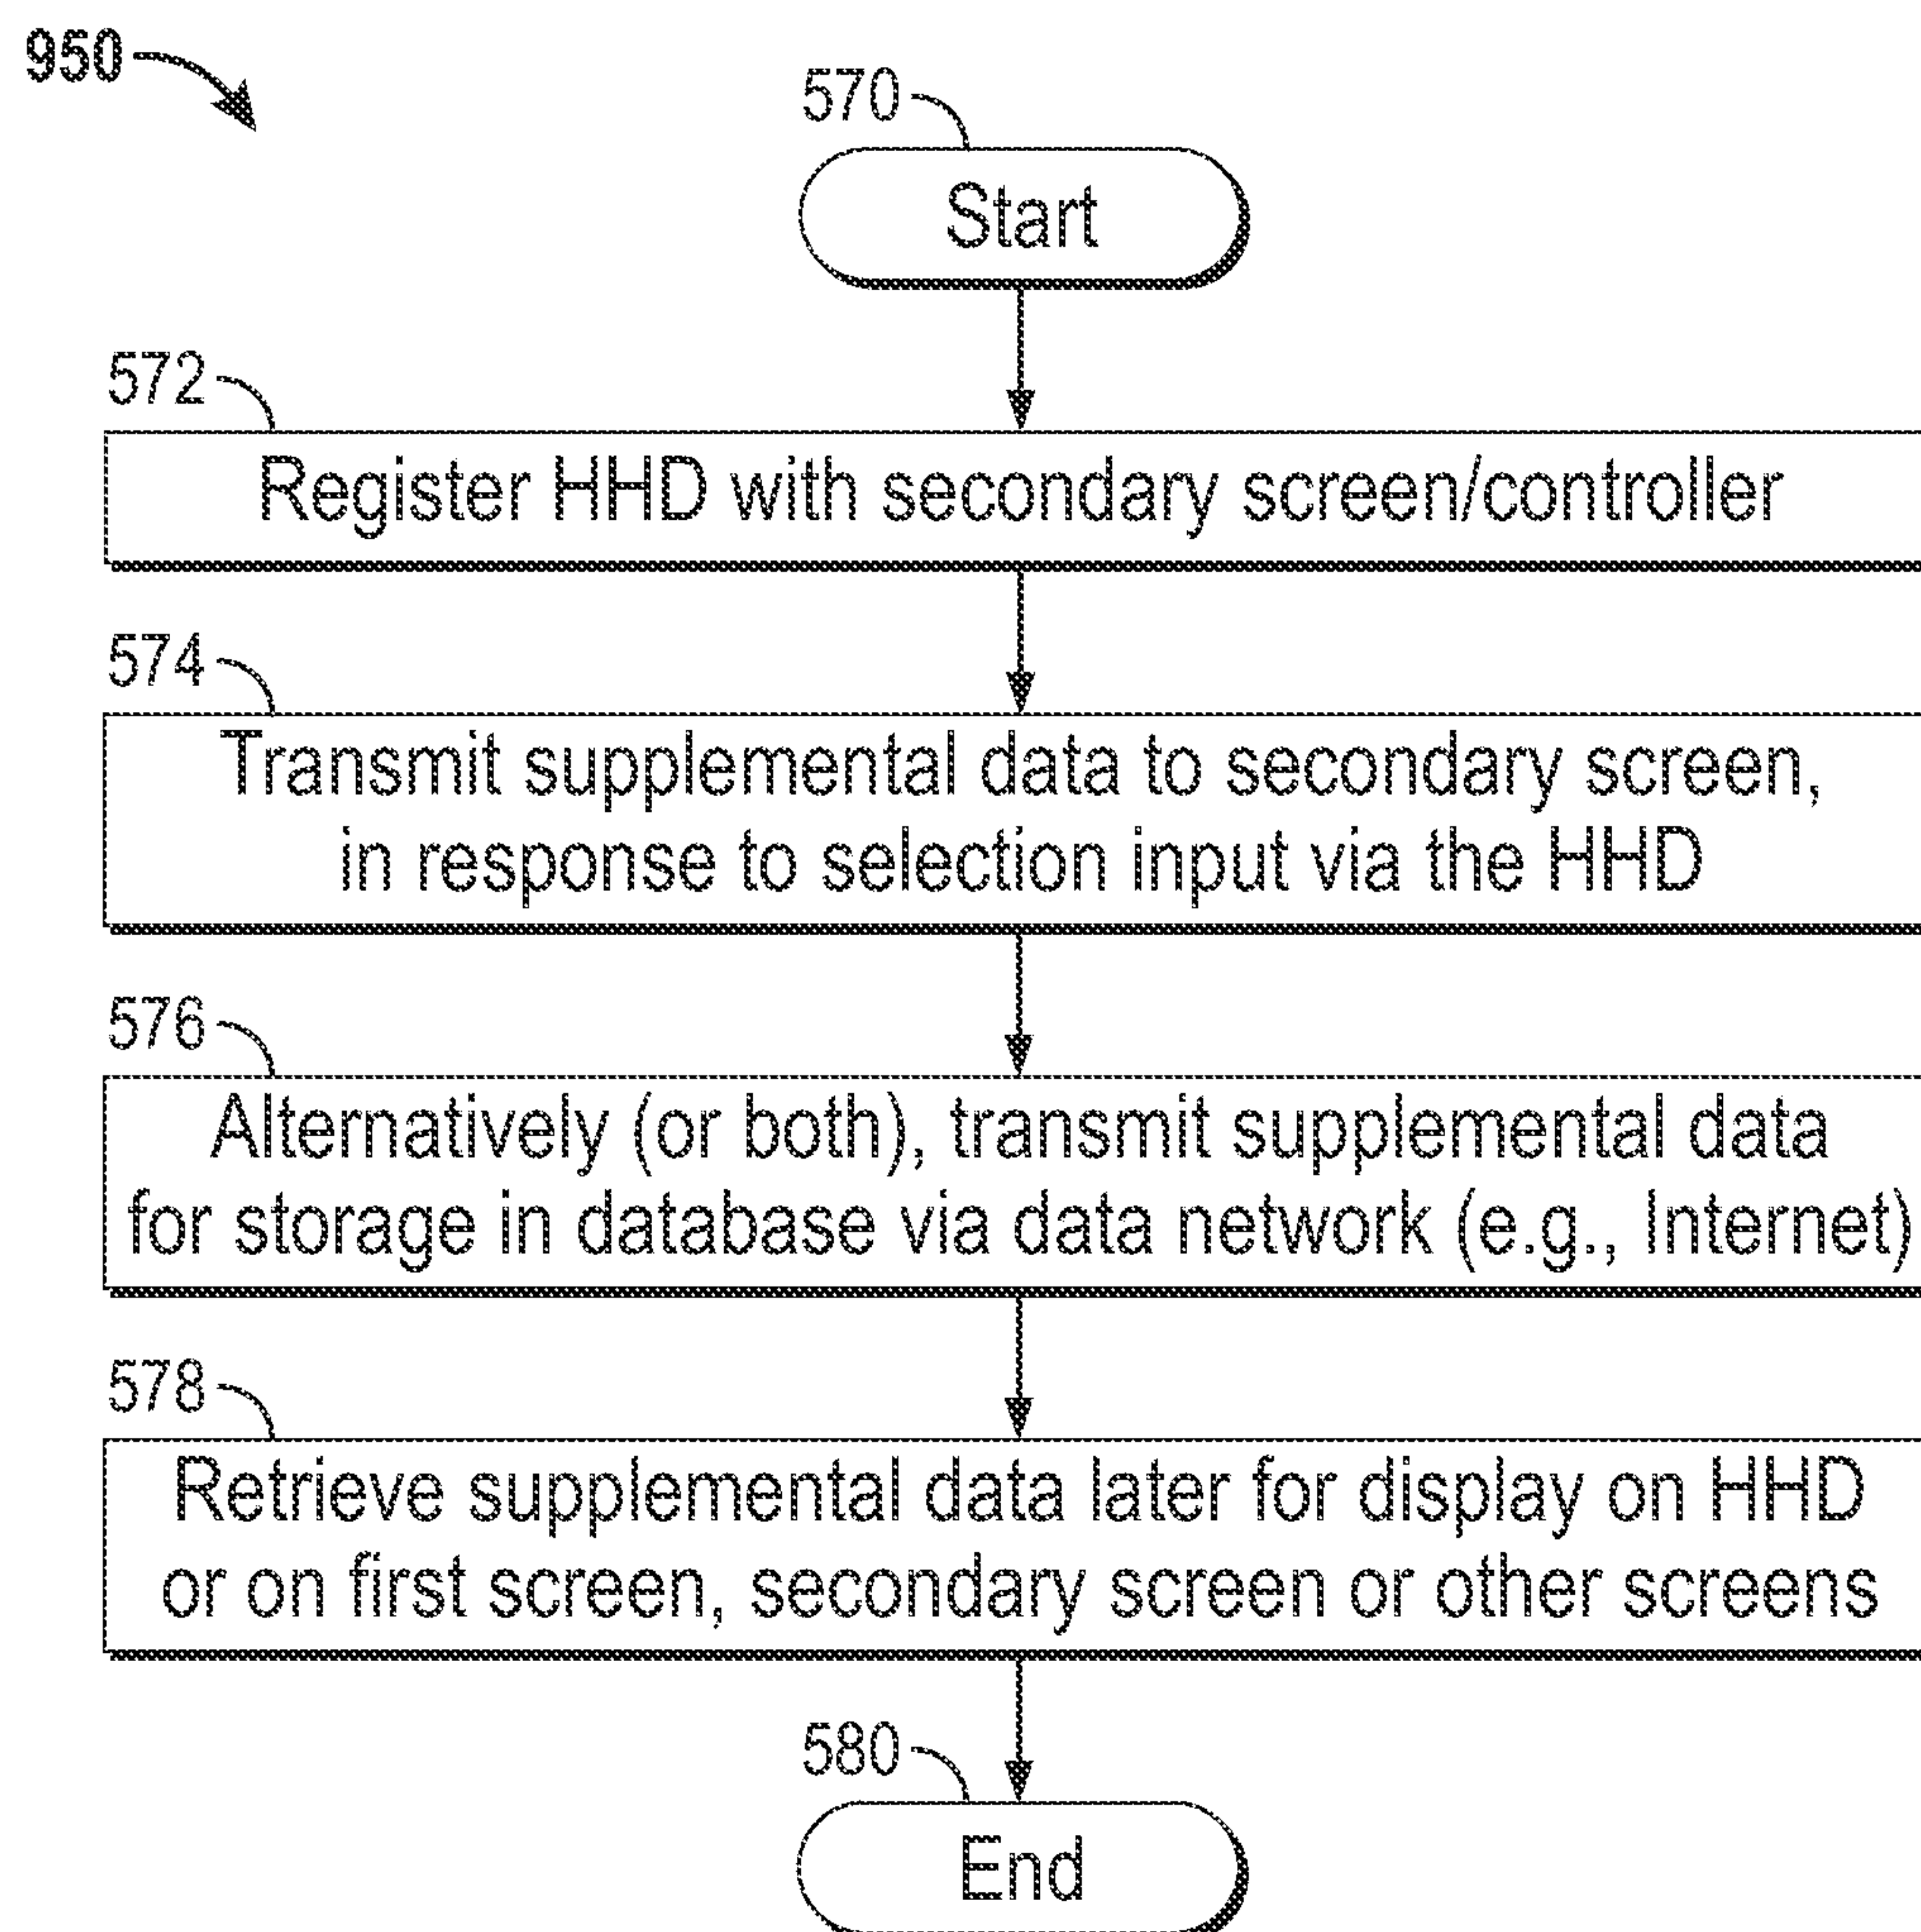 950
570
Start
572
Register HHD with secondary screen/controller
574
Transmit supplemental data to secondary screen,
in response to selection input via the HHD
576
Alternatively (or both), transmit supplemental data
for storage in database via data network (e.g., Internet)
578
Retrieve supplemental data later for display on HHD
or on first screen, secondary screen or other screens
580
End